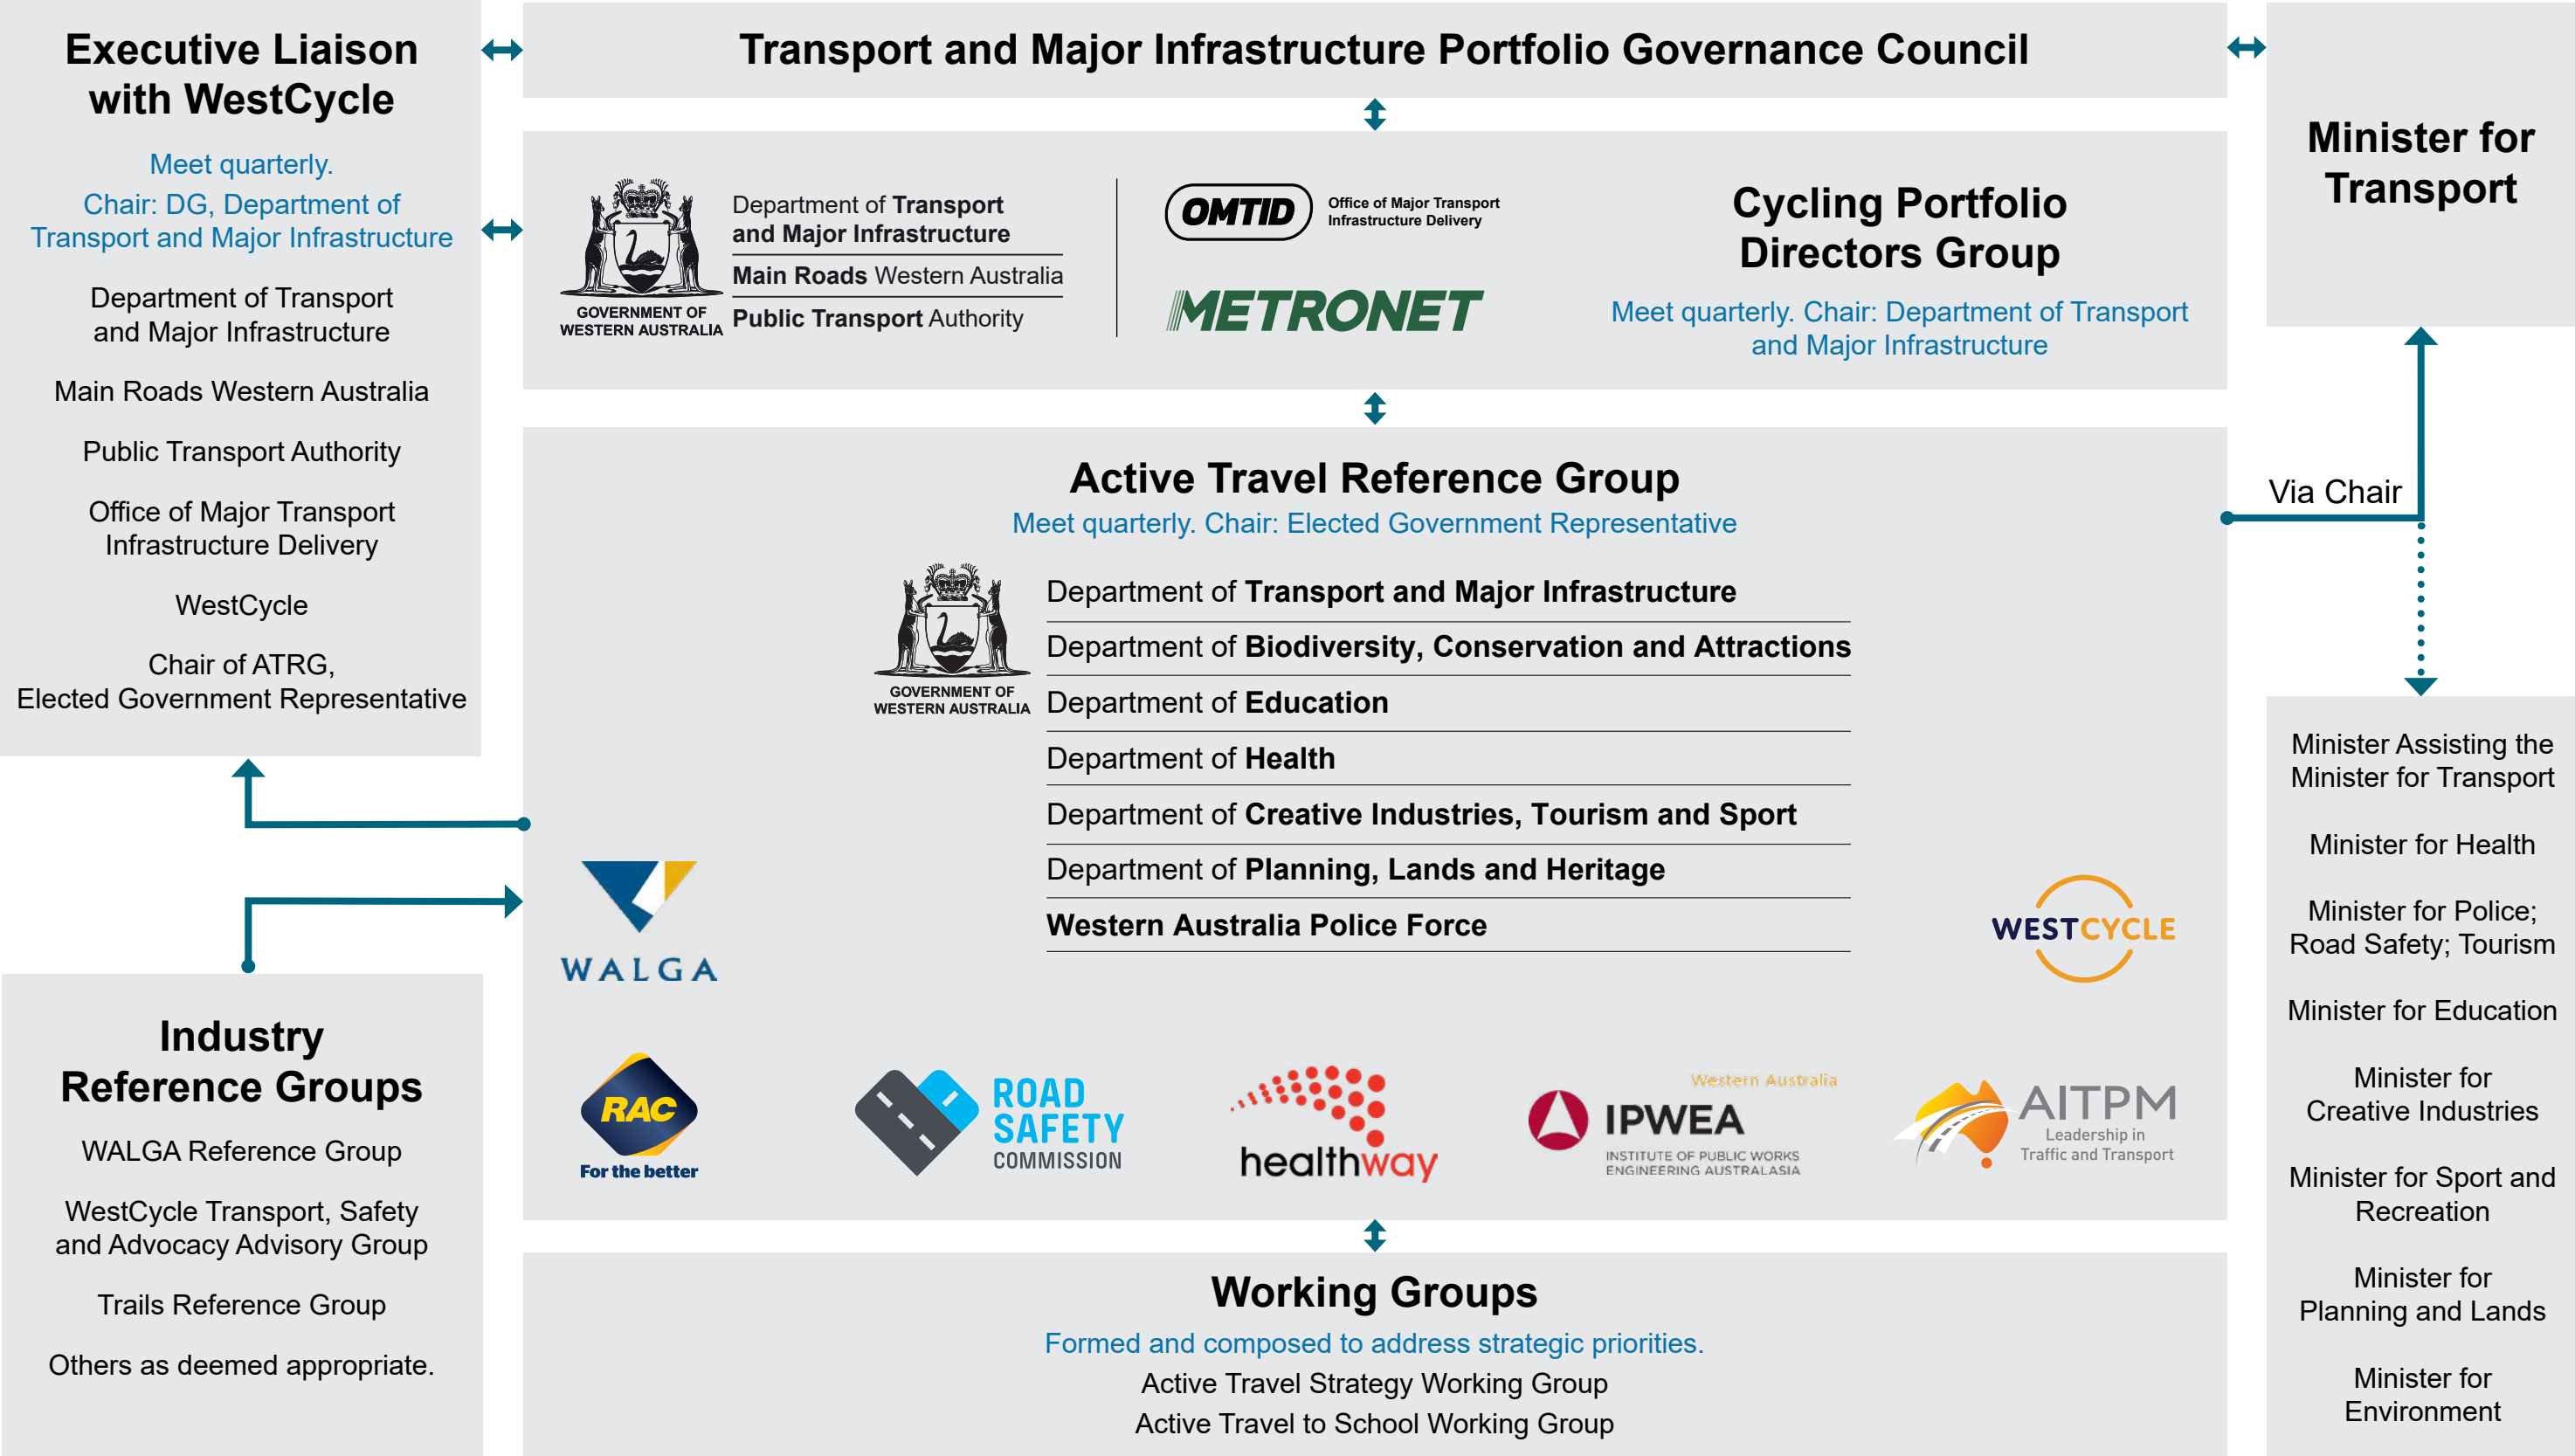 Executive Liaison
with WestCycle
Meet quarterly.
Chair: DG, Department of
Transport and Major Infrastructure
Department of Transport
and Major Infrastructure
Main Roads Western Australia
Public Transport Authority
Office of Major Transport
Infrastructure Delivery
WestCycle
Chair of ATRG,
Elected Government Representative
Industry
Reference Groups
WALGA Reference Group
WestCycle Transport, Safety
and Advocacy Advisory Group
Trails Reference Group
Others as deemed appropriate.
Transport and Major Infrastructure Portfolio Governance Council
GOVERNMENT OF
WESTERN AUSTRALIA
Department of Transport
and Major Infrastructure
Main Roads Western Australia
Public Transport Authority
OMTID
Office of Major Transport
Infrastructure Delivery
METRONET
Cycling Portfolio
Directors Group
Meet quarterly. Chair: Department of Transport
and Major Infrastructure
Active Travel Reference Group
Meet quarterly. Chair: Elected Government Representative
GOVERNMENT OF
WESTERN AUSTRALIA
Department of Transport and Major Infrastructure
Department of Biodiversity, Conservation and Attractions
Department of Education
Department of Health
Department of Creative Industries, Tourism and Sport
Department of Planning, Lands and Heritage
Western Australia Police Force
WALGA
WESTCYCLE
RAC
For the better
ROAD
SAFETY
COMMISSION
healthway
Western Australia
IPWEA
INSTITUTE OF PUBLIC WORKS
ENGINEERING AUSTRALASIA
AITPM
Leadership in
Traffic and Transport
Working Groups
Formed and composed to address strategic priorities.
Active Travel Strategy Working Group
Active Travel to School Working Group
Minister for
Transport
Via Chair
Minister Assisting the
Minister for Transport
Minister for Health
Minister for Police;
Road Safety; Tourism
Minister for Education
Minister for
Creative Industries
Minister for Sport and
Recreation
Minister for
Planning and Lands
Minister for
Environment